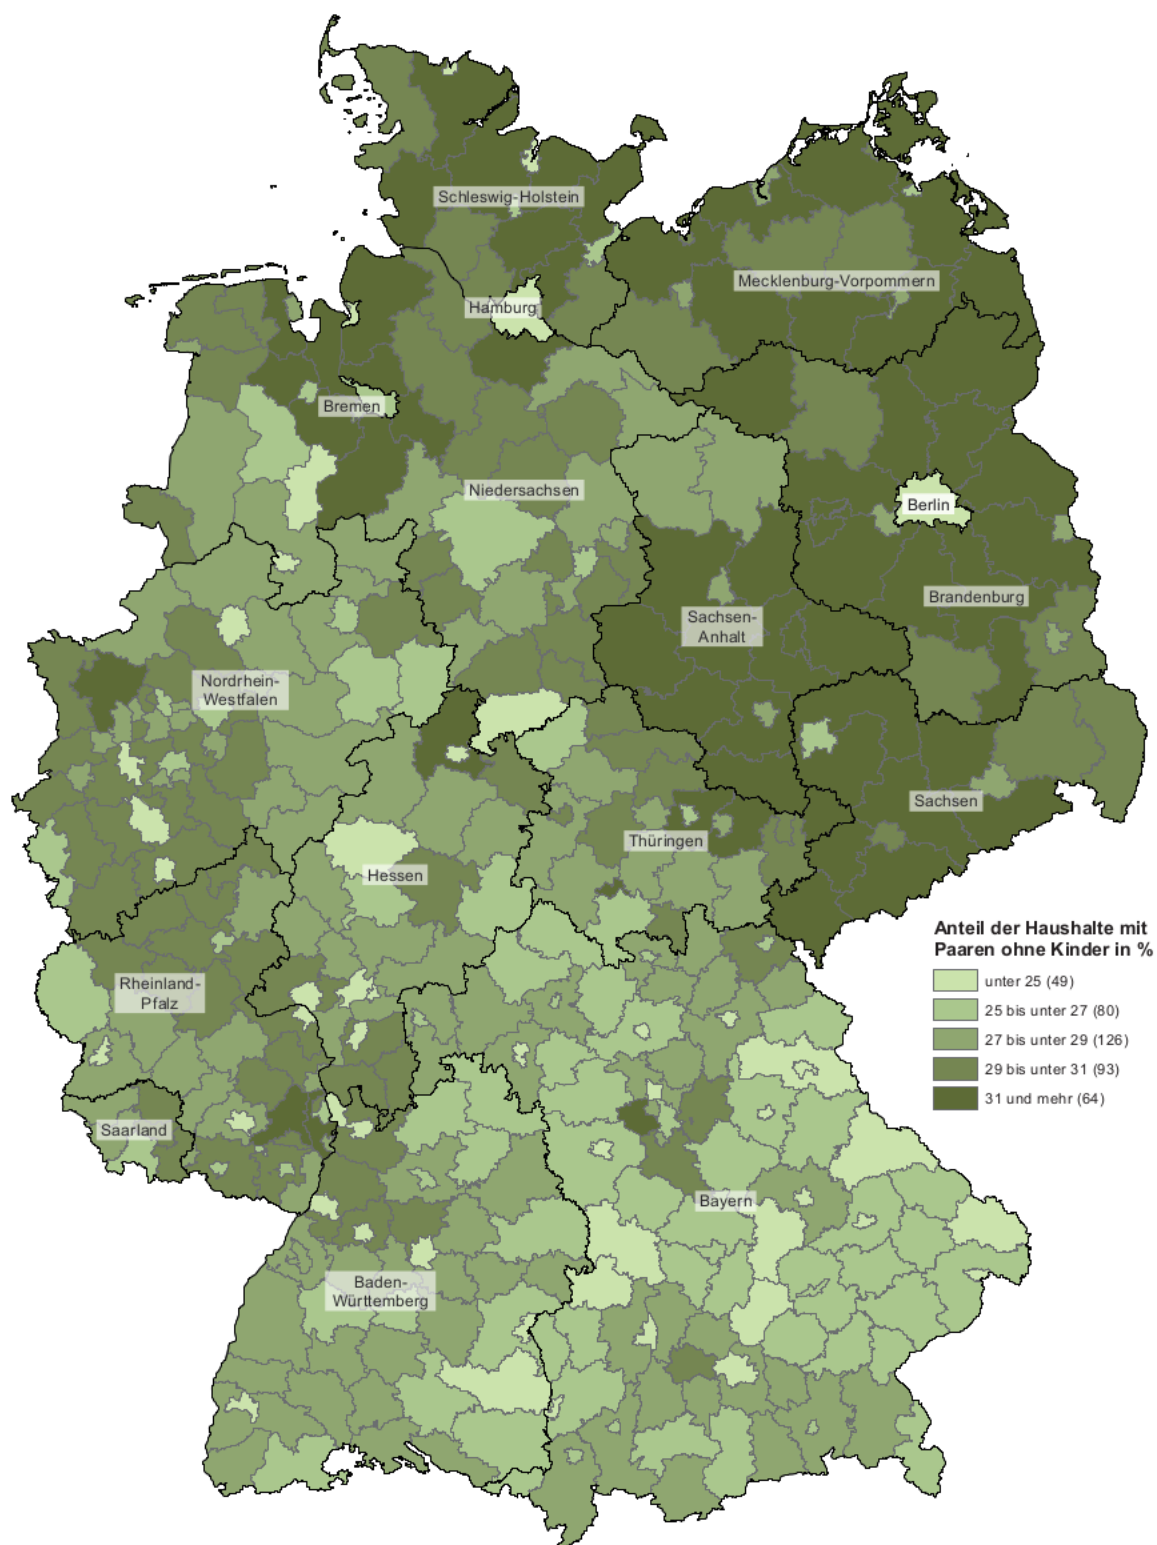 Schleswig-Holstein
Mecklenburg-Vorpommern
Hamburg
Bremen
Niedersachsen
Berlin
Brandenburg
Sachsen-
Anhalt
Nordrhein-
Westfalen
Sachsen
Thüringen
Hessen
Anteil der Haushalte mit
Paaren ohne Kinder in %
unter 25 (49)
25 bis unter 27 (80)
27 bis unter 29 (126)
29 bis unter 31 (93)
31 und mehr (64)
Rheinland-
Pfalz
Saarland
Bayern
Baden-
Württemberg